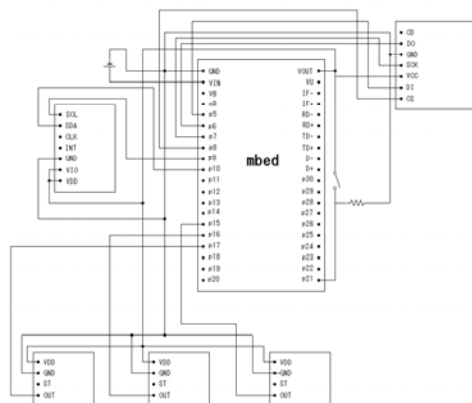 CD
DO
GND
SCK
VCC
DI
CS
GND
VIN
VB
nR
p5
p6
p7
p8
p9
p10
p11
p12
p13
p14
p15
p16
p17
p18
p19
p20
mbed
VOUT
VU
IF-
IF+
RD-
RD+
TD-
TD+
D-
D+
p30
p29
p28
p27
p26
p25
p24
p23
p22
p21
SCL
SDA
CLK
INT
GND
VIO
VDD
VDD
GND
ST
OUT
VDD
GND
ST
OUT
VDD
GND
ST
OUT